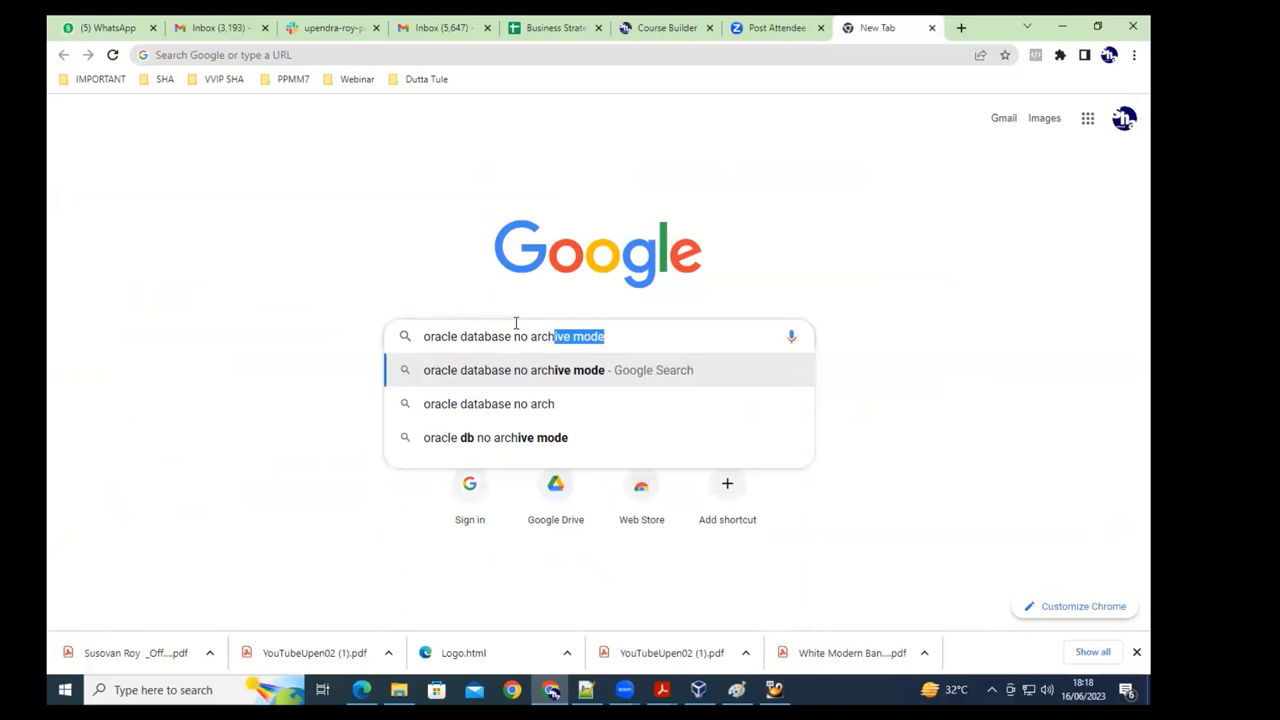 (5) WhatsApp
Inbox (3,193) -
upendra-roy-p
Inbox (5,647) -
Business Strate
Course Builder
Post Attendee
New Tab
Search Google or type a URL
IMPORTANT
SHA
VVIP SHA
PPMM7
Webinar
Dutta Tule
Gmail
Images
Google
oracle database no archive mode
oracle database no archive mode - Google Search
oracle database no arch
oracle db no archive mode
Sign in
Google Drive
Web Store
Add shortcut
Customize Chrome
Susovan Roy _Off....pdf
YouTubeUpen02 (1).pdf
Logo.html
YouTubeUpen02 (1).pdf
White Modern Ban....pdf
Show all
Type here to search
32°C
18:18
16/06/2023
6